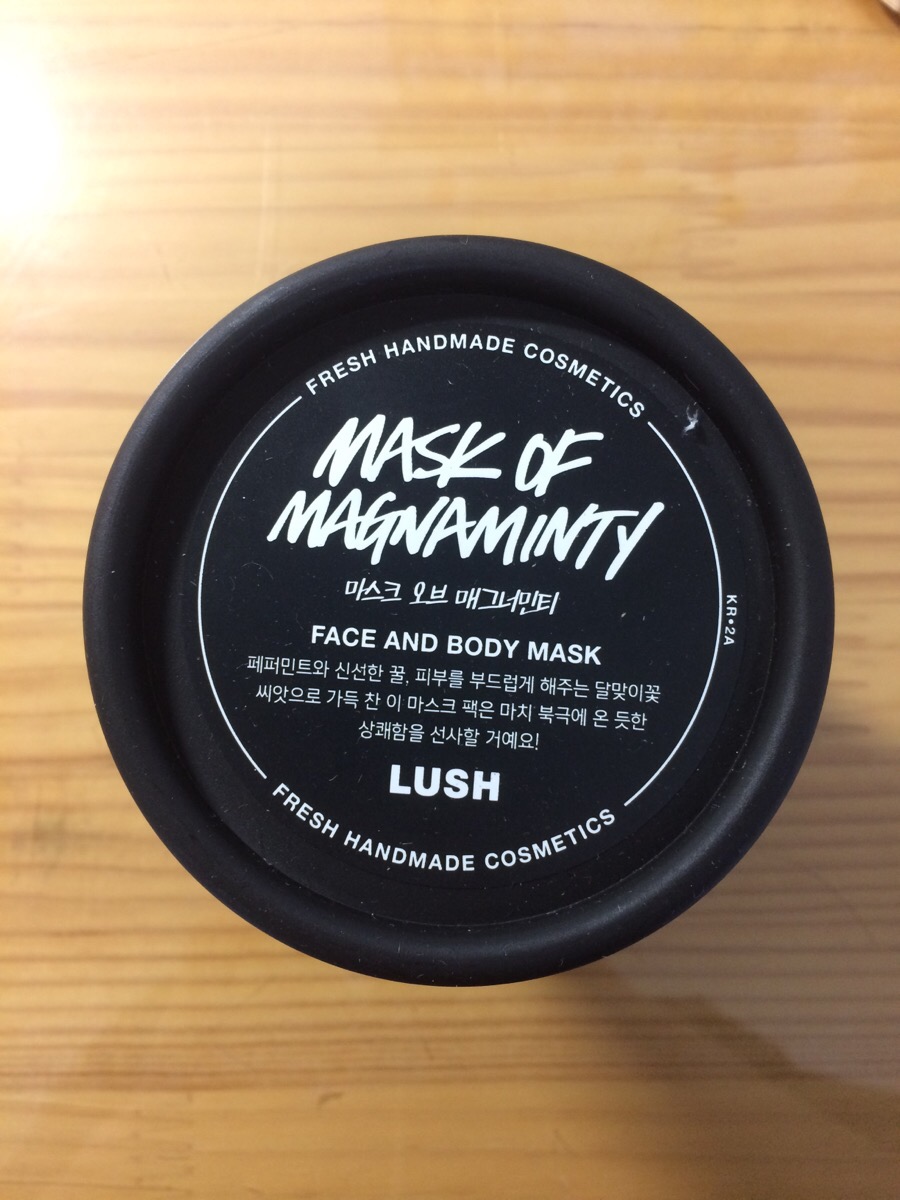 FRESH HANDMADE COSMETICS
MASK OF
MAGNAMINTY
마스크 오브 매그너민티
FACE AND BODY MASK
페퍼민트와 신선한 꿀, 피부를 부드럽게 해주는 달맞이꽃
씨앗으로 가득 찬 이 마스크 팩은 마치 북극에 온 듯한
상쾌함을 선사할 거예요!
LUSH
FRESH HANDMADE COSMETICS
KR•2A